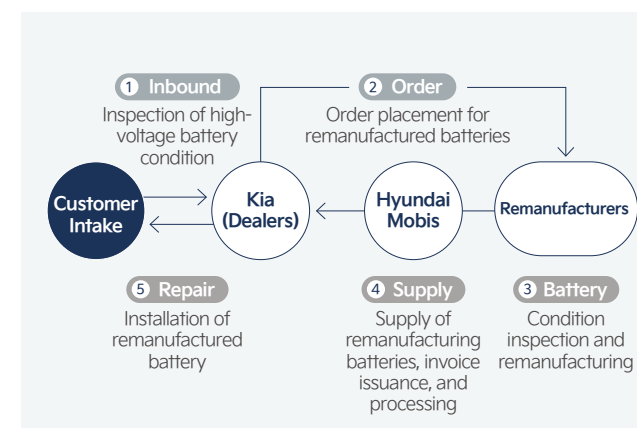 1 Inbound
Inspection of high-
voltage battery
condition
2 Order
Order placement for
remanufactured batteries
Customer
Intake
Kia
(Dealers)
Hyundai
Mobis
Remanufacturers
5 Repair
Installation of
remanufactured
battery
4 Supply
Supply of
remanufacturing
batteries, invoice
issuance, and
processing
3 Battery
Condition
inspection and
remanufacturing